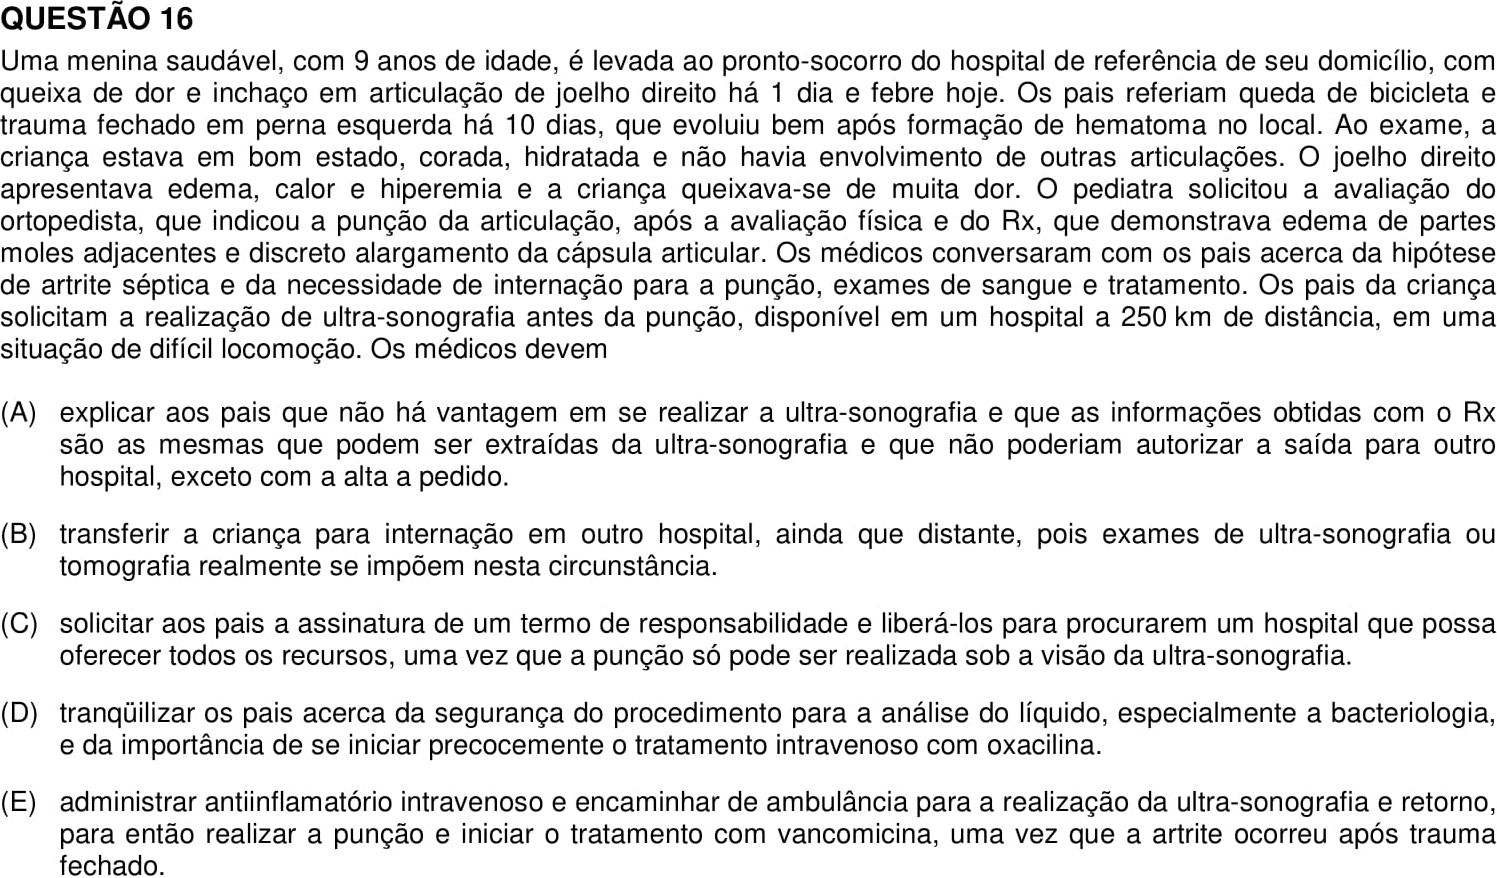 QUESTÃO 16
Uma menina saudável, com 9 anos de idade, é levada ao pronto-socorro do hospital de referência de seu domicílio, com
queixa de dor e inchaço em articulação de joelho direito há 1 dia e febre hoje. Os pais referiam queda de bicicleta e
trauma fechado em perna esquerda há 10 dias, que evoluiu bem após formação de hematoma no local. Ao exame, a
criança estava em bom estado, corada, hidratada e não havia envolvimento de outras articulações. O joelho direito
apresentava edema, calor e hiperemia e a criança queixava-se de muita dor. O pediatra solicitou a avaliação do
ortopedista, que indicou a punção da articulação, após a avaliação física e do Rx, que demonstrava edema de partes
moles adjacentes e discreto alargamento da cápsula articular. Os médicos conversaram com os pais acerca da hipótese
de artrite séptica e da necessidade de internação para a punção, exames de sangue e tratamento. Os pais da criança
solicitam a realização de ultra-sonografia antes da punção, disponível em um hospital a 250 km de distância, em uma
situação de difícil locomoção. Os médicos devem
(A) explicar aos pais que não há vantagem em se realizar a ultra-sonografia e que as informações obtidas com o Rx
são as mesmas que podem ser extraídas da ultra-sonografia e que não poderiam autorizar a saída para outro
hospital, exceto com a alta a pedido.
(B) transferir a criança para internação em outro hospital, ainda que distante, pois exames de ultra-sonografia ou
tomografia realmente se impõem nesta circunstância.
(C) solicitar aos pais a assinatura de um termo de responsabilidade e liberá-los para procurarem um hospital que possa
oferecer todos os recursos, uma vez que a punção só pode ser realizada sob a visão da ultra-sonografia.
(D) tranqüilizar os pais acerca da segurança do procedimento para a análise do líquido, especialmente a bacteriologia,
e da importância de se iniciar precocemente o tratamento intravenoso com oxacilina.
(E) administrar antiinflamatório intravenoso e encaminhar de ambulância para a realização da ultra-sonografia e retorno,
para então realizar a punção e iniciar o tratamento com vancomicina, uma vez que a artrite ocorreu após trauma
fechado.